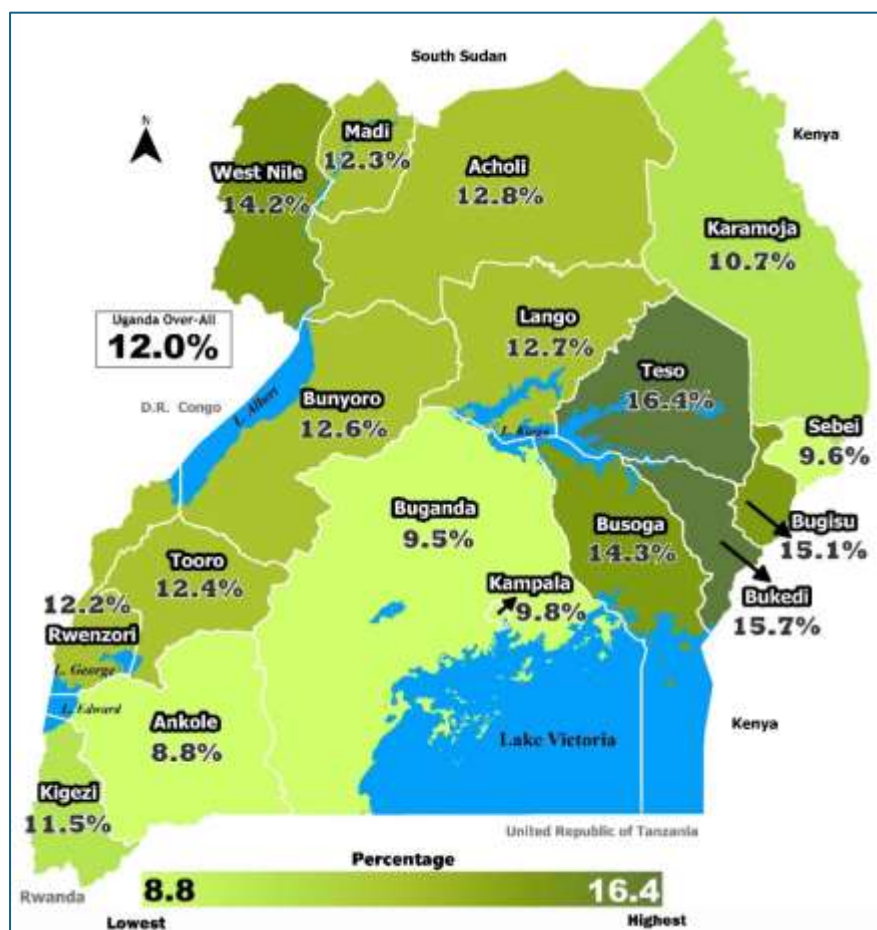 South Sudan
N
Kenya
Madi
12.3%
West Nile
14.2%
Acholi
12.8%
Karamoja
10.7%
Uganda Over-All
12.0%
Lango
12.7%
Teso
16.4%
D.R. Congo
L. Albert
Bunyoro
12.6%
L. Kyoga
Sebei
9.6%
Buganda
9.5%
Busoga
14.3%
Bugisu
15.1%
Tooro
12.4%
Kampala
9.8%
Bukedi
15.7%
12.2%
Rwenzori
L. George
L. Edward
Ankole
8.8%
Lake Victoria
Kenya
Kigezi
11.5%
United Republic of Tanzania
Percentage
8.8
16.4
Rwanda
Lowest
Highest